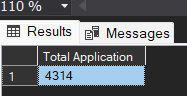 110 %
Results Messages
Total Application
1 4314